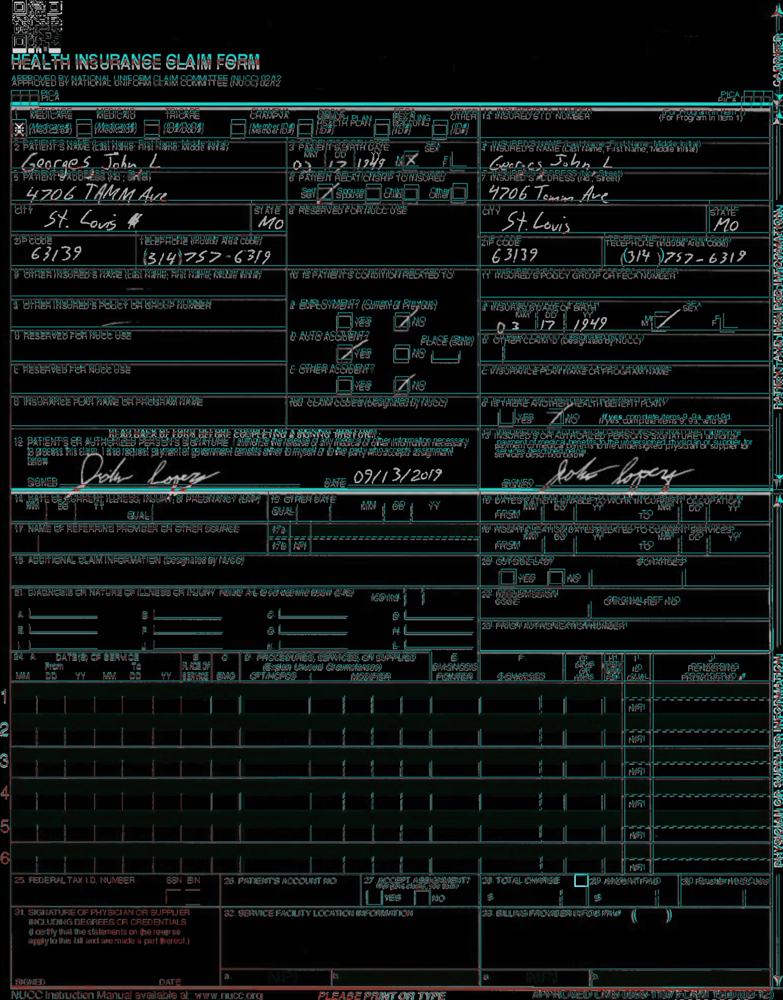 HEALTH INSURANCE CLAIM FORM
APPROVED BY NATIONAL UNIFORM CLAIM COMMITTEE (NUCC) 02/12
PICA PICA
CARRIER
1. MEDICARE MEDICAID TRICARE CHAMPVA GROUP HEALTH PLAN FECA BLKLUNG OTHER
(Medicare#) (Medicaid#) (ID#/DoD#) (Member ID#) (ID#) (ID#) (ID#)
1a. INSURED'S I.D. NUMBER (For Program in Item 1)
2. PATIENT'S NAME (Last Name, First Name, Middle Initial)
Georges John L
3. PATIENT'S BIRTH DATE SEX
MM DD YY
03 17 1949 M X F
4. INSURED'S NAME (Last Name, First Name, Middle Initial)
Georges John L
5. PATIENT'S ADDRESS (No., Street)
4706 TAMM Ave
6. PATIENT RELATIONSHIP TO INSURED
Self Spouse Child Other
7. INSURED'S ADDRESS (No., Street)
4706 Tamm Ave
CITY STATE
St. Louis MO
8. RESERVED FOR NUCC USE
CITY STATE
St. Louis MO
ZIP CODE TELEPHONE (Include Area Code)
63139 (314) 757-6319
ZIP CODE TELEPHONE (Include Area Code)
63139 (314) 757-6319
9. OTHER INSURED'S NAME (Last Name, First Name, Middle Initial)
10. IS PATIENT'S CONDITION RELATED TO:
11. INSURED'S POLICY GROUP OR FECA NUMBER
a. OTHER INSURED'S POLICY OR GROUP NUMBER
a. EMPLOYMENT? (Current or Previous)
YES NO
a. INSURED'S DATE OF BIRTH SEX
MM DD YY
03 17 1949 M F
b. RESERVED FOR NUCC USE
b. AUTO ACCIDENT? PLACE (State)
YES NO
b. OTHER CLAIM ID (Designated by NUCC)
c. RESERVED FOR NUCC USE
c. OTHER ACCIDENT?
YES NO
c. INSURANCE PLAN NAME OR PROGRAM NAME
d. INSURANCE PLAN NAME OR PROGRAM NAME
10d. CLAIM CODES (Designated by NUCC)
d. IS THERE ANOTHER HEALTH BENEFIT PLAN?
YES NO If yes, complete items 9, 9a, and 9d.
PATIENT AND INSURED INFORMATION
READ BACK OF FORM BEFORE COMPLETING & SIGNING THIS FORM.
12. PATIENT'S OR AUTHORIZED PERSON'S SIGNATURE I authorize the release of any medical or other information necessary
to process this claim. I also request payment of government benefits either to myself or to the party who accepts assignment
below.
SIGNED DATE 09/13/2019
13. INSURED'S OR AUTHORIZED PERSON'S SIGNATURE I authorize
payment of medical benefits to the undersigned physician or supplier for
services described below.
SIGNED John Lopez
14. DATE OF CURRENT ILLNESS, INJURY, or PREGNANCY (LMP)
MM DD YY QUAL.
15. OTHER DATE
QUAL. MM DD YY
16. DATES PATIENT UNABLE TO WORK IN CURRENT OCCUPATION
MM DD YY MM DD YY
FROM TO
17. NAME OF REFERRING PROVIDER OR OTHER SOURCE
17a.
17b. NPI
18. HOSPITALIZATION DATES RELATED TO CURRENT SERVICES
MM DD YY MM DD YY
FROM TO
19. ADDITIONAL CLAIM INFORMATION (Designated by NUCC)
20. OUTSIDE LAB? $ CHARGES
YES NO
21. DIAGNOSIS OR NATURE OF ILLNESS OR INJURY Relate A-L to service line below (24E)
ICD Ind.
A. B. C. D.
E. F. G. H.
I. J. K. L.
22. RESUBMISSION CODE ORIGINAL REF. NO.
23. PRIOR AUTHORIZATION NUMBER
24. A. DATE(S) OF SERVICE B. C. D. PROCEDURES, SERVICES, OR SUPPLIES E. F. G. H. I. J.
From To PLACE OF SERVICE EMG (Explain Unusual Circumstances) DIAGNOSIS POINTER $ CHARGES DAYS OR UNITS ID. QUAL. RENDERING PROVIDER ID. #
MM DD YY MM DD YY CPT/HCPCS MODIFIER
1 NPI
2 NPI
3 NPI
4 NPI
5 NPI
6 NPI
PHYSICIAN OR SUPPLIER INFORMATION
25. FEDERAL TAX I.D. NUMBER SSN EIN
26. PATIENT'S ACCOUNT NO.
27. ACCEPT ASSIGNMENT?
(For govt. claims, see back)
YES NO
28. TOTAL CHARGE
$
29. AMOUNT PAID
$
30. Rsvd for NUCC Use
31. SIGNATURE OF PHYSICIAN OR SUPPLIER
INCLUDING DEGREES OR CREDENTIALS
(I certify that the statements on the reverse
apply to this bill and are made a part thereof.)
SIGNED DATE
32. SERVICE FACILITY LOCATION INFORMATION
a. NPI b.
33. BILLING PROVIDER INFO & PH# ( )
a. NPI b.
NUCC Instruction Manual available at: www.nucc.org
PLEASE PRINT OR TYPE
APPROVED OMB-0938-1197 FORM 1500 (02-12)